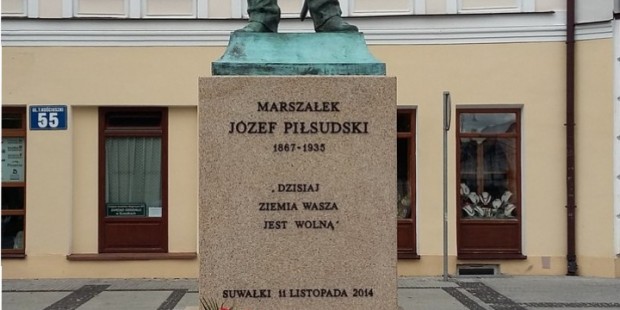 UL. T. KOŚCIUSZKI
55
MARSZAŁEK
JÓZEF PIŁSUDSKI
1867-1935
„DZISIAJ
ZIEMIA WASZA
JEST WOLNĄ"
SUWAŁKI 11 LISTOPADA 2014